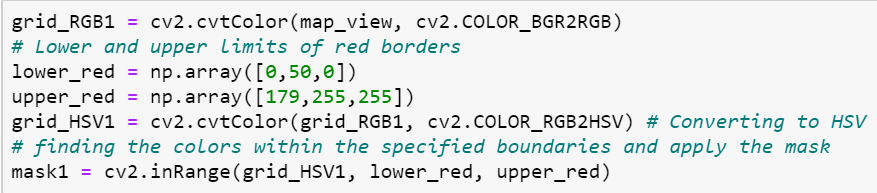 grid_RGB1 = cv2.cvtColor(map_view, cv2.COLOR_BGR2RGB)
# Lower and upper limits of red borders
lower_red = np.array([0,50,0])
upper_red = np.array([179,255,255])
grid_HSV1 = cv2.cvtColor(grid_RGB1, cv2.COLOR_RGB2HSV) # Converting to HSV
# finding the colors within the specified boundaries and apply the mask
mask1 = cv2.inRange(grid_HSV1, lower_red, upper_red)